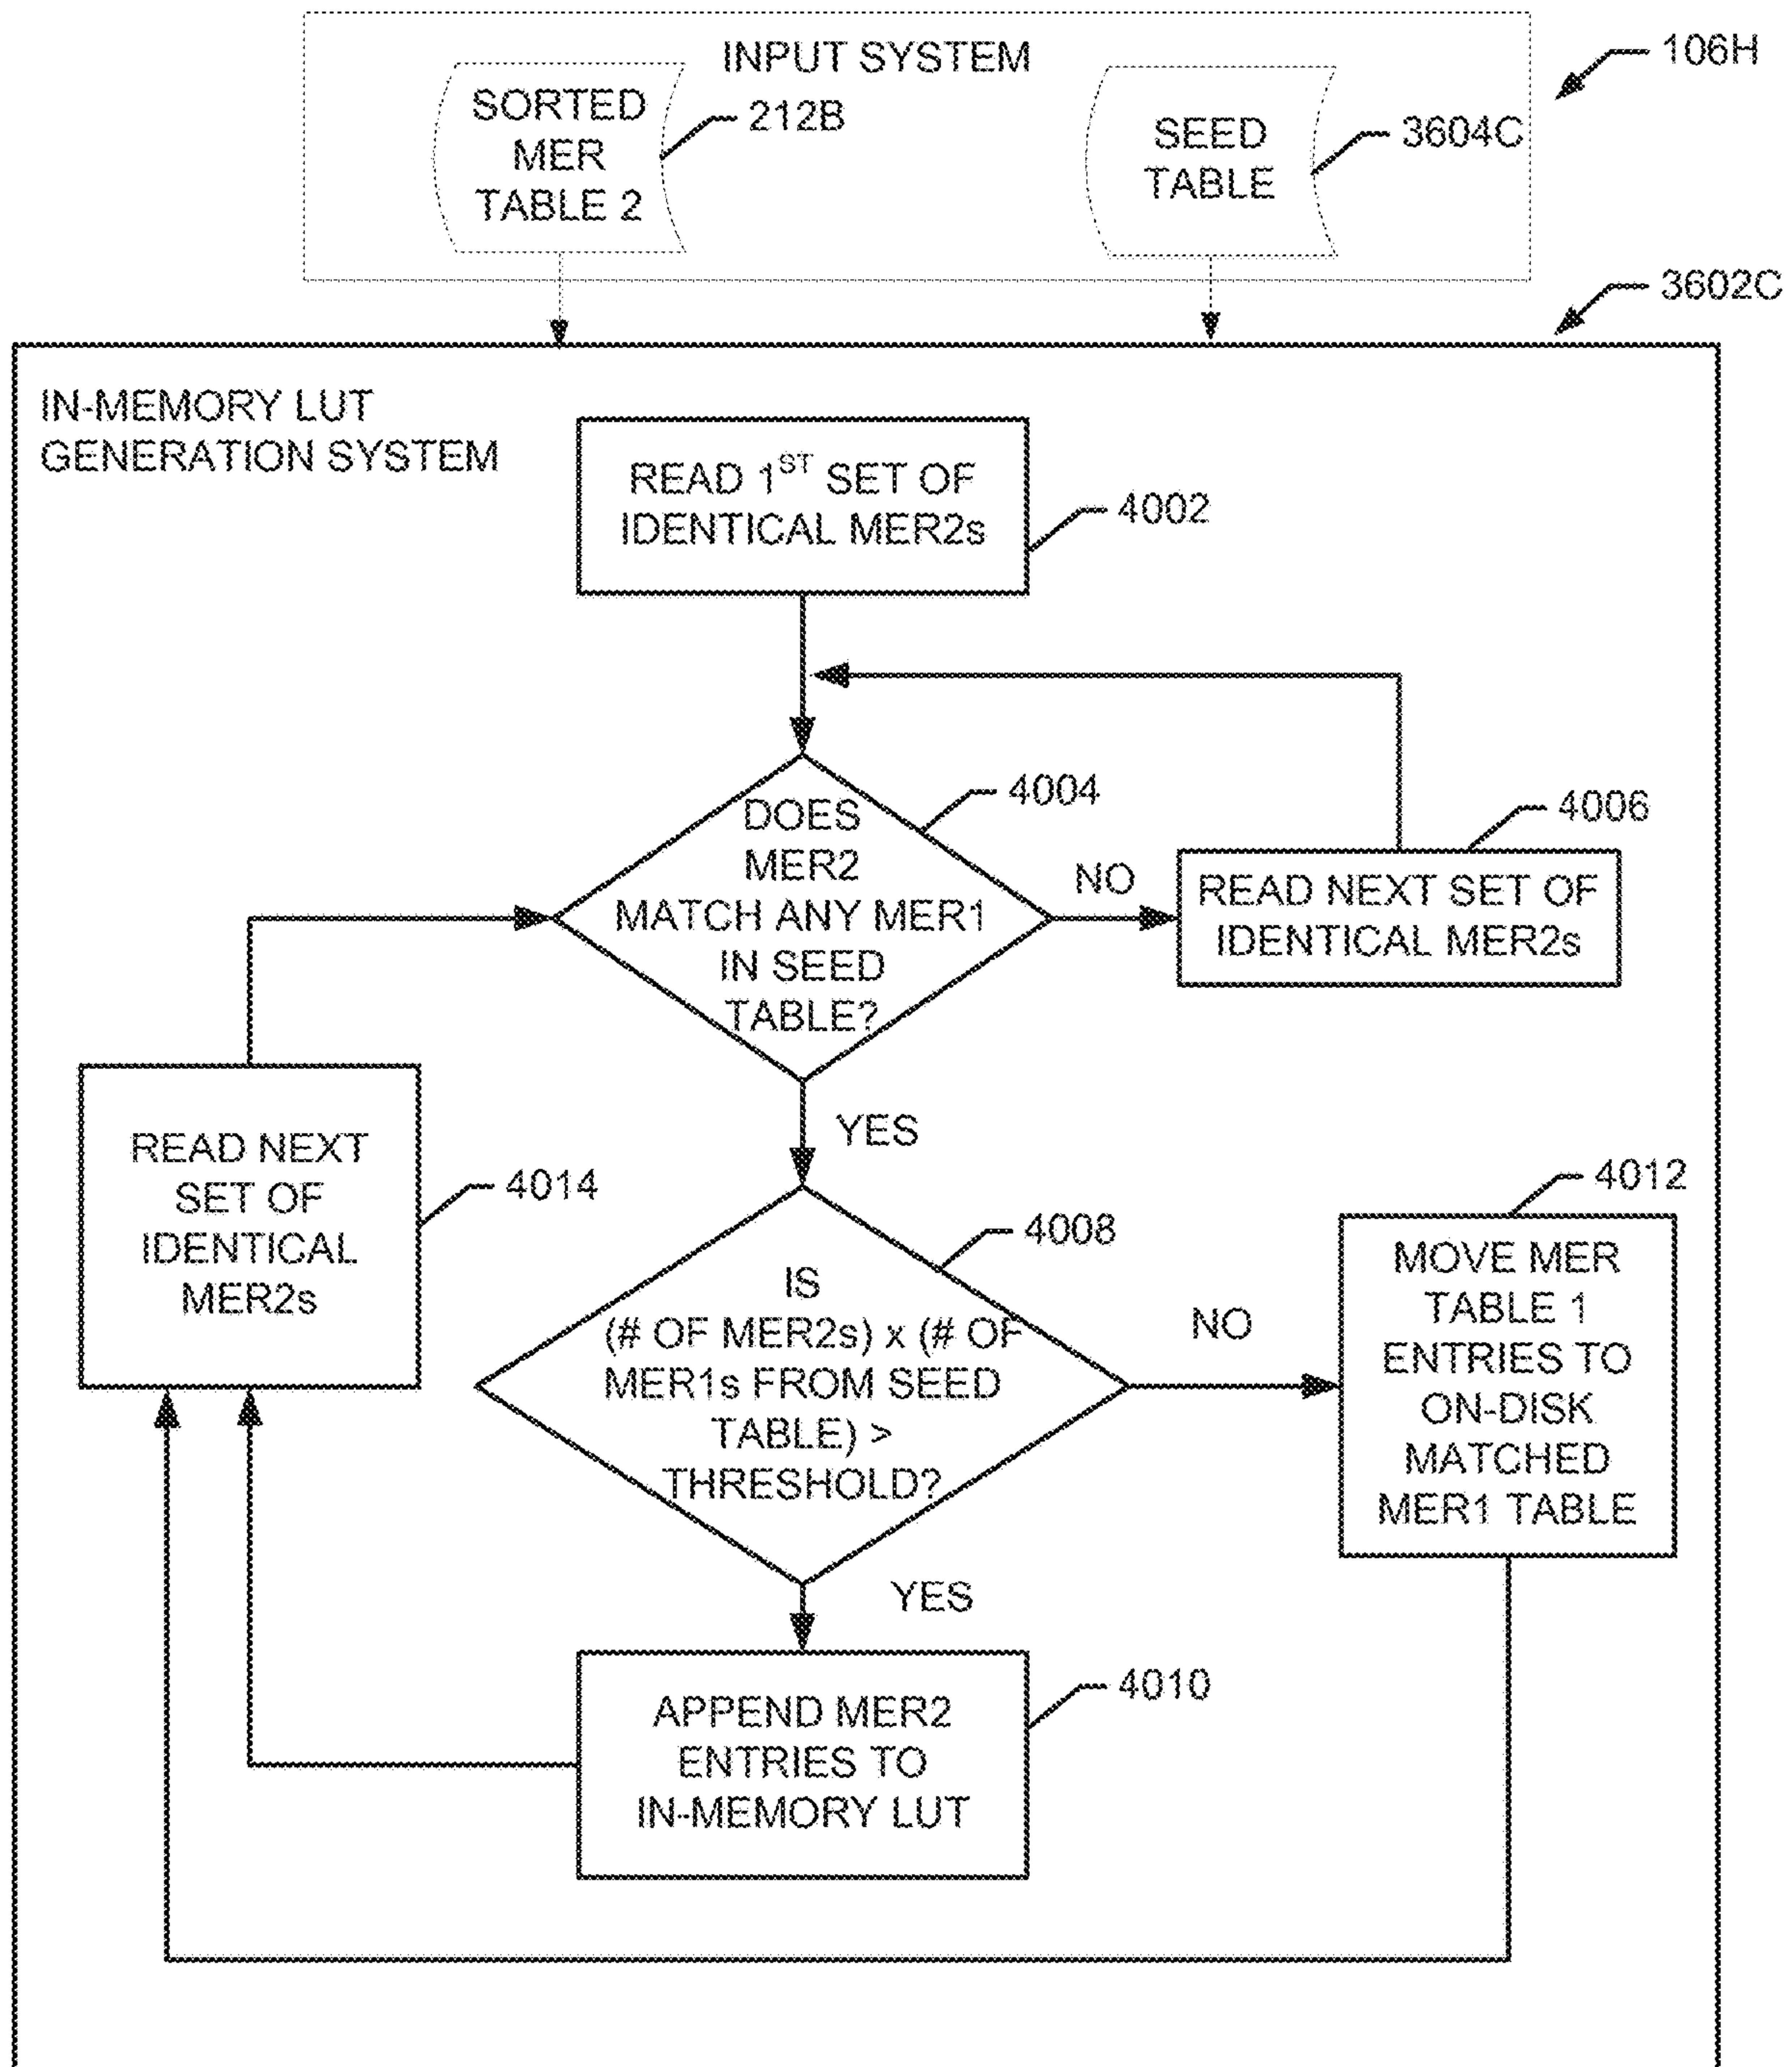 INPUT SYSTEM
106H
SORTED
MER
TABLE 2
212B
SEED
TABLE
3604C
3602C
IN-MEMORY LUT
GENERATION SYSTEM
READ 1ST SET OF
IDENTICAL MER2s
4002
DOES
MER2
MATCH ANY MER1
IN SEED
TABLE?
4004
NO
4006
READ NEXT SET OF
IDENTICAL MER2s
YES
READ NEXT
SET OF
IDENTICAL
MER2s
4014
IS
(# OF MER2s) x (# OF
MER1s FROM SEED
TABLE) >
THRESHOLD?
4008
NO
4012
MOVE MER
TABLE 1
ENTRIES TO
ON-DISK
MATCHED
MER1 TABLE
YES
APPEND MER2
ENTRIES TO
IN-MEMORY LUT
4010